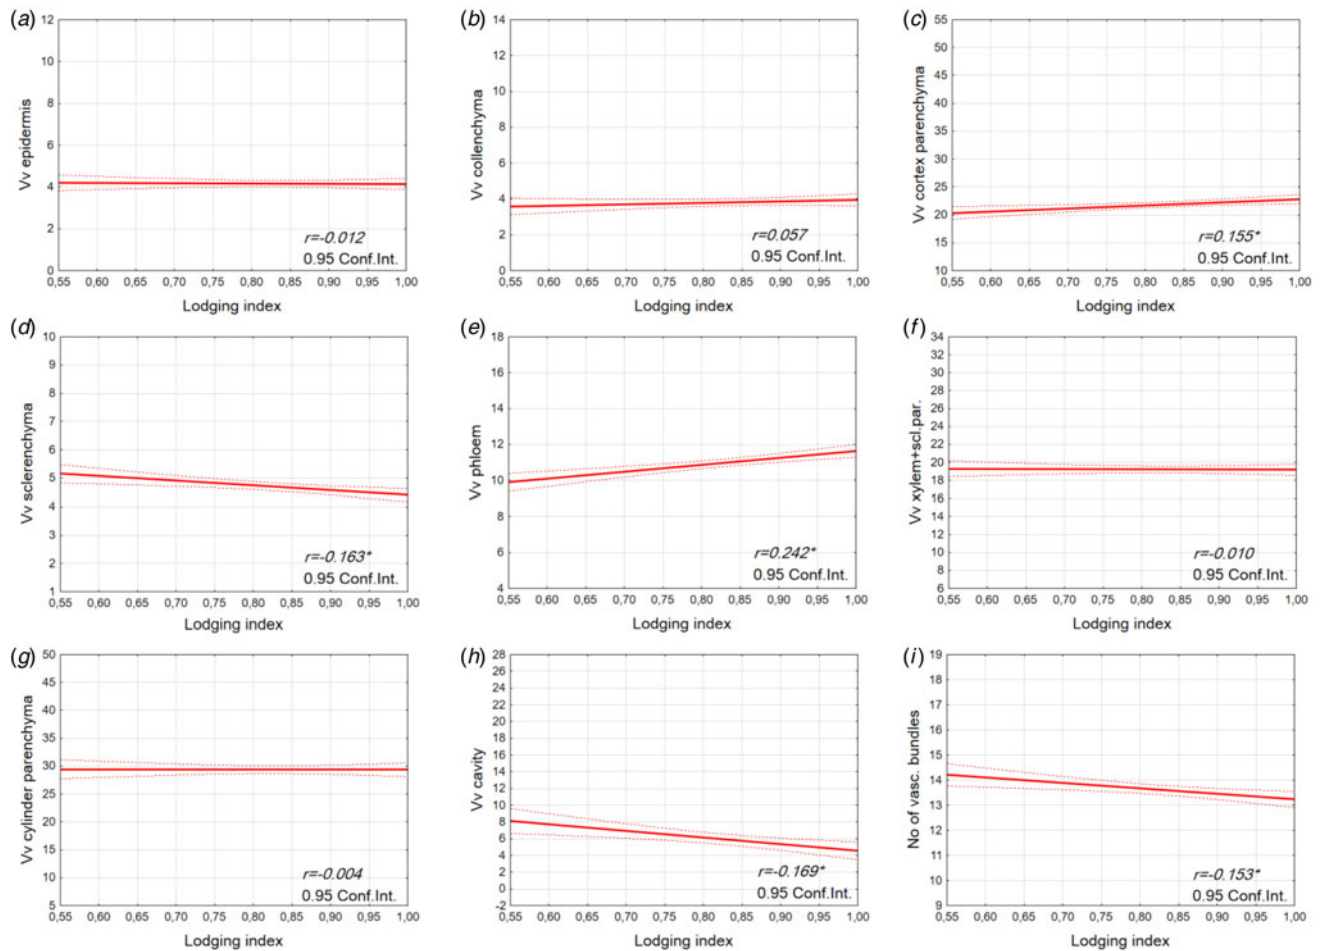 (a)
12
10
8
6
4
2
0
Vv epidermis
r=-0.012
0.95 Conf.Int.
0,55 0,60 0,65 0,70 0,75 0,80 0,85 0,90 0,95 1,00
Lodging index
(b)
14
12
10
8
6
4
2
0
Vv collenchyma
r=0.057
0.95 Conf.Int.
0,55 0,60 0,65 0,70 0,75 0,80 0,85 0,90 0,95 1,00
Lodging index
(c)
55
50
45
40
35
30
25
20
15
10
Vv cortex parenchyma
r=0.155*
0.95 Conf.Int.
0,55 0,60 0,65 0,70 0,75 0,80 0,85 0,90 0,95 1,00
Lodging index
(d)
10
9
8
7
6
5
4
3
2
1
Vv sclerenchyma
r=-0.163*
0.95 Conf.Int.
0,55 0,60 0,65 0,70 0,75 0,80 0,85 0,90 0,95 1,00
Lodging index
(e)
18
16
14
12
10
8
6
4
Vv phloem
r=0.242*
0.95 Conf.Int.
0,55 0,60 0,65 0,70 0,75 0,80 0,85 0,90 0,95 1,00
Lodging index
(f)
34
32
30
28
26
24
22
20
18
16
14
12
10
8
6
Vv xylem+scl.par.
r=-0.010
0.95 Conf.Int.
0,55 0,60 0,65 0,70 0,75 0,80 0,85 0,90 0,95 1,00
Lodging index
(g)
50
45
40
35
30
25
20
15
10
5
Vv cylinder parenchyma
r=-0.004
0.95 Conf.Int.
0,55 0,60 0,65 0,70 0,75 0,80 0,85 0,90 0,95 1,00
Lodging index
(h)
28
26
24
22
20
18
16
14
12
10
8
6
4
2
0
-2
Vv cavity
r=-0.169*
0.95 Conf.Int.
0,55 0,60 0,65 0,70 0,75 0,80 0,85 0,90 0,95 1,00
Lodging index
(i)
19
18
17
16
15
14
13
12
11
10
9
No of vasc. bundles
r=-0.153*
0.95 Conf.Int.
0,55 0,60 0,65 0,70 0,75 0,80 0,85 0,90 0,95 1,00
Lodging index